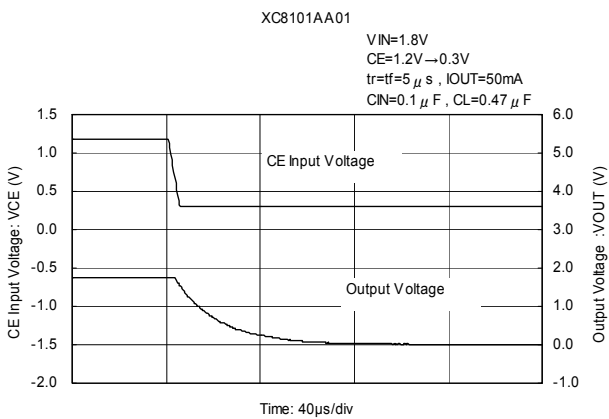 XC8101AA01
VIN=1.8V
CE=1.2V→0.3V
tr=tf=5μs , IOUT=50mA
CIN=0.1μF , CL=0.47μF
CE Input Voltage: VCE (V)
1.5
1.0
0.5
0.0
-0.5
-1.0
-1.5
-2.0
CE Input Voltage
Output Voltage
6.0
5.0
4.0
3.0
2.0
1.0
0.0
-1.0
Output Voltage :VOUT (V)
Time: 40μs/div